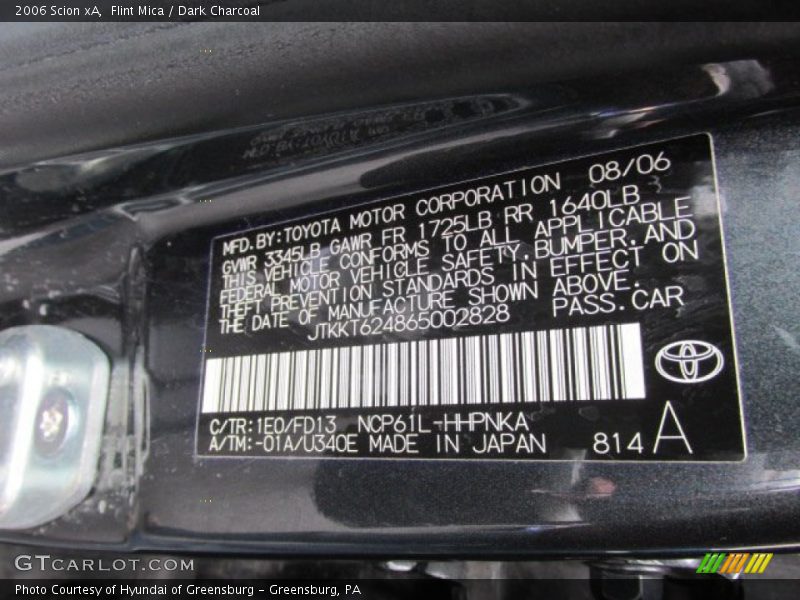 2006 Scion xA, Flint Mica / Dark Charcoal
MFD. BY: TOYOTA MOTOR CORPORATION 08/06
GVWR 3345LB GAWR FR 1725LB RR 1640LB
THIS VEHICLE CONFORMS TO ALL APPLICABLE
FEDERAL MOTOR VEHICLE SAFETY, BUMPER, AND
THEFT PREVENTION STANDARDS IN EFFECT ON
THE DATE OF MANUFACTURE SHOWN ABOVE.
JTKKT624865002828 PASS. CAR
C/TR: 1E0/FD13 NCP61L-HHPNKA
A/TM: -01A/U340E MADE IN JAPAN 814 A
GTCARLOT.COM
Photo Courtesy of Hyundai of Greensburg - Greensburg, PA